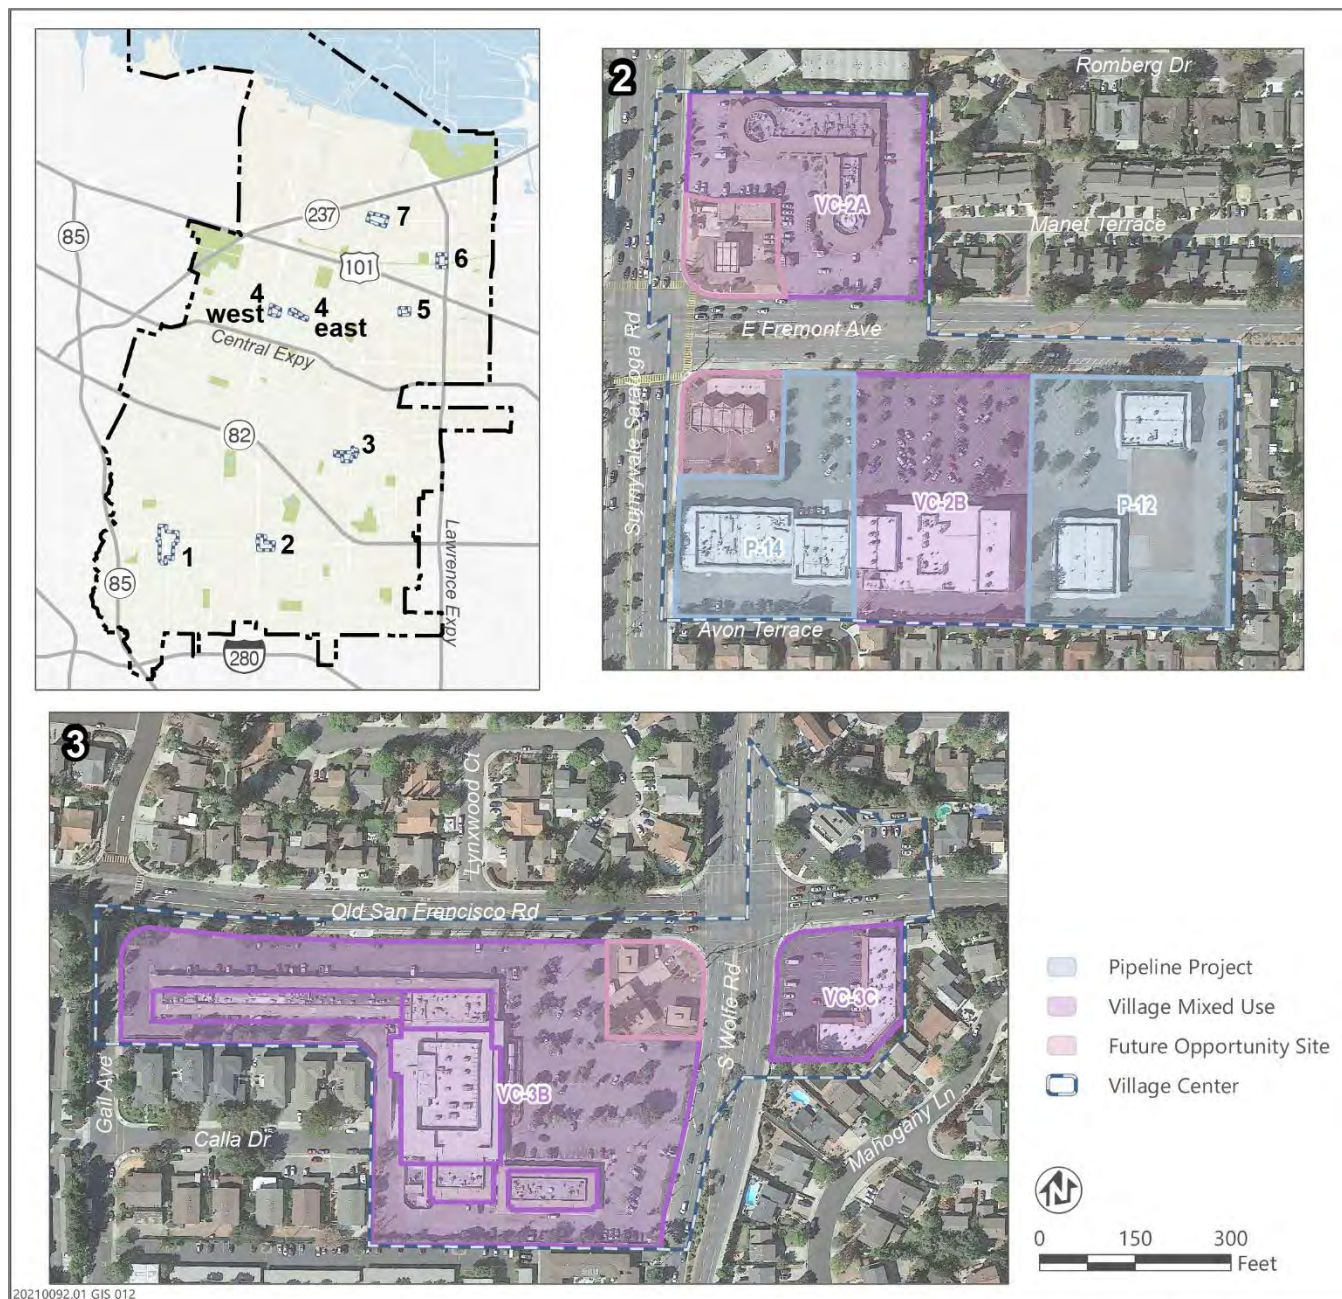 237
85
7
101
6
4
west
4
east
5
Central Expy
82
3
1
2
85
Lawrence Expy
280
2
Romberg Dr
VC-2A
Manet Terrace
E Fremont Ave
Sunnyvale Saratoga Rd
VC-2B
P-12
P-14
Avon Terrace
3
Lynxwood Ct
Old San Francisco Rd
VC-3C
S Wolfe Rd
VC-3B
Gail Ave
Calla Dr
Mahogany Ln
Pipeline Project
Village Mixed Use
Future Opportunity Site
Village Center
N
0 150 300
Feet
20210092.01 GIS 012